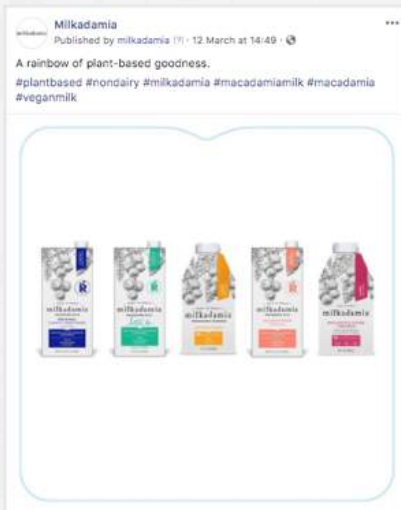 Milkadamia
Published by milkadamia [?] · 12 March at 14:49 ·
A rainbow of plant-based goodness.
#plantbased #nondairy #milkadamia #macadamiamilk #macadamia
#veganmilk
milkadamia
milkadamia
milkadamia
milkadamia
milkadamia